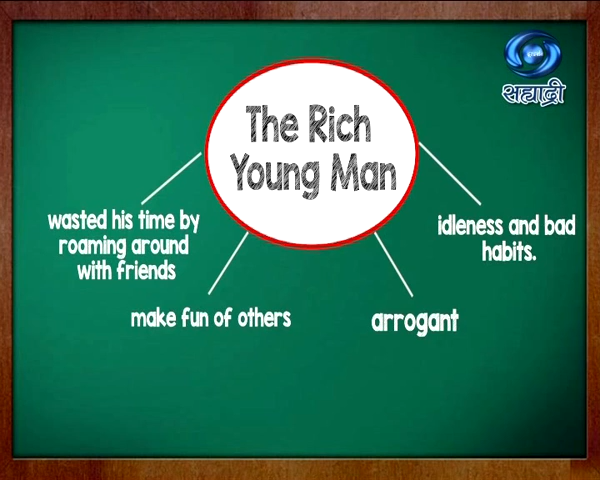 सह्याद्री
The Rich
Young Man
wasted his time by
roaming around
with friends
make fun of others
arrogant
idleness and bad
habits.